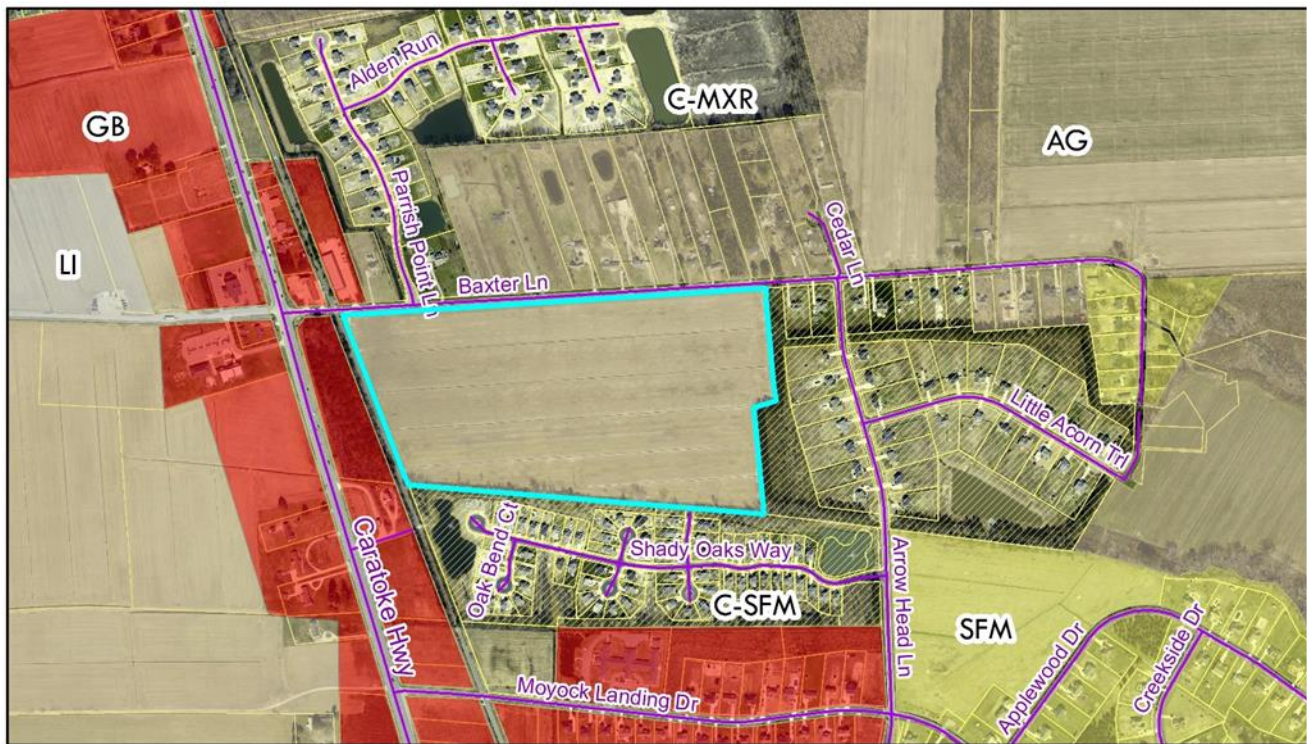 Alden Run
C-MXR
GB
AG
Parrish Point Ln
Cedar Ln
LI
Baxter Ln
Little Acorn Trl
Oak Bend Ct
Shady Oaks Way
Caratoke Hwy
Arrow Head Ln
C-SFM
SFM
Applewood Dr
Creekside Dr
Moyock Landing Dr